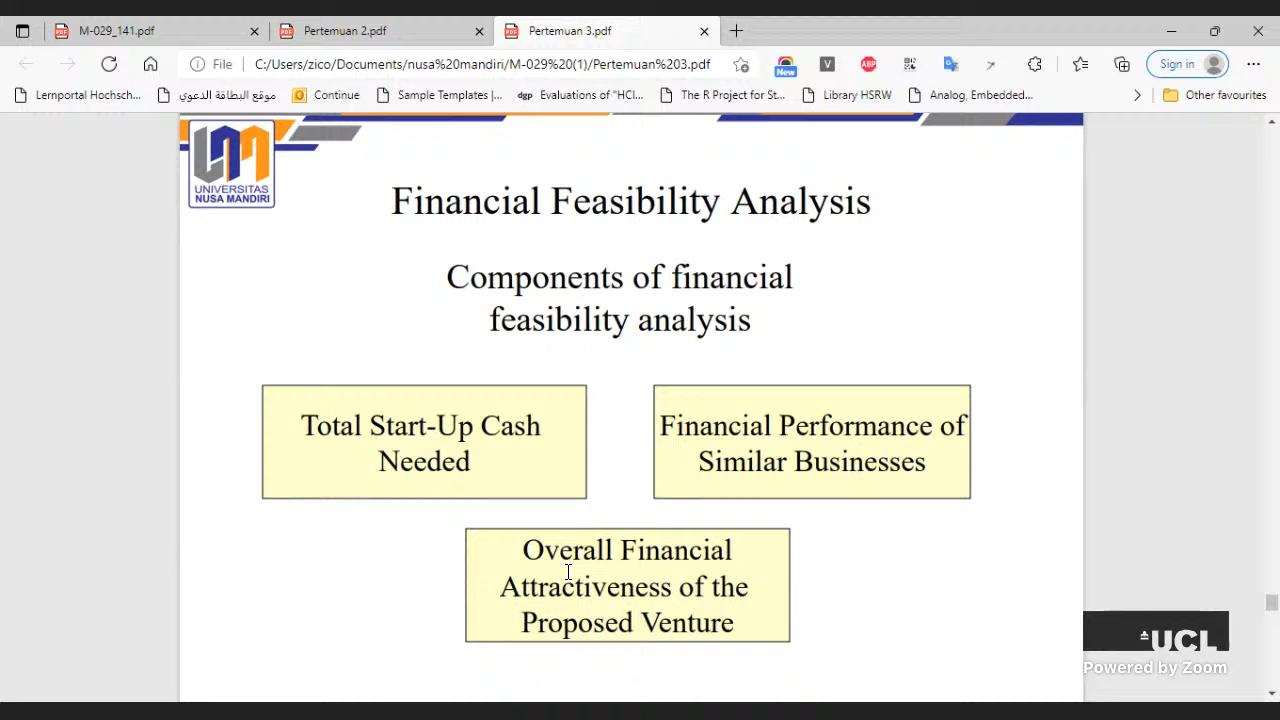 M-029_141.pdf
Pertemuan 2.pdf
Pertemuan 3.pdf
File
C:/Users/zico/Documents/nusa%20mandiri/M-029%20(1)/Pertemuan%203.pdf
New
V
ABP
Sign in
Lernportal Hochsch...
موقع البطاقة الدعوي
Continue
Sample Templates |...
dgp
Evaluations of "HCI...
The R Project for St...
Library HSRW
Analog, Embedded...
Other favourites
UNIVERSITAS
NUSA MANDIRI
Financial Feasibility Analysis
Components of financial
feasibility analysis
Total Start-Up Cash
Needed
Financial Performance of
Similar Businesses
Overall Financial
Attractiveness of the
Proposed Venture
UCL
Powered by Zoom